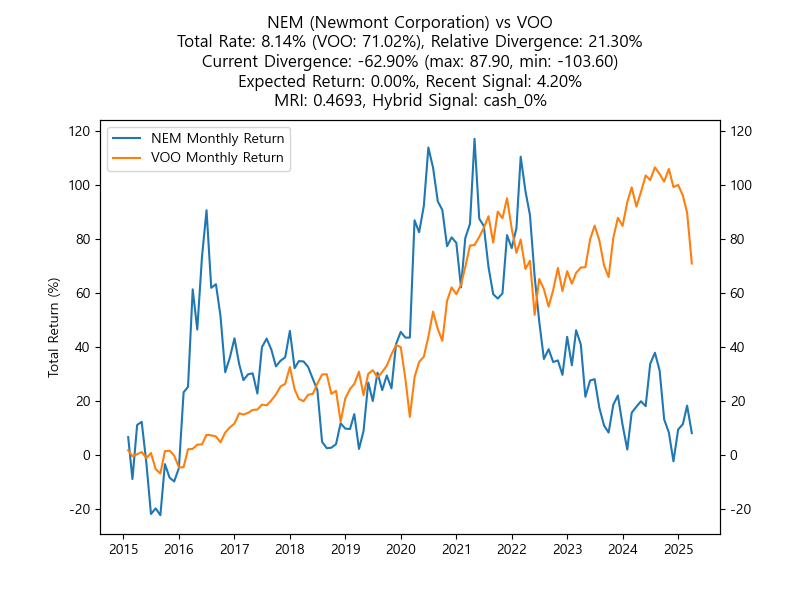 NEM (Newmont Corporation) vs VOO
Total Rate: 8.14% (VOO: 71.02%), Relative Divergence: 21.30%
Current Divergence: -62.90% (max: 87.90, min: -103.60)
Expected Return: 0.00%, Recent Signal: 4.20%
MRI: 0.4693, Hybrid Signal: cash_0%
NEM Monthly Return
VOO Monthly Return
Total Return (%)
120
100
80
60
40
20
0
-20
120
100
80
60
40
20
0
-20
2015 2016 2017 2018 2019 2020 2021 2022 2023 2024 2025